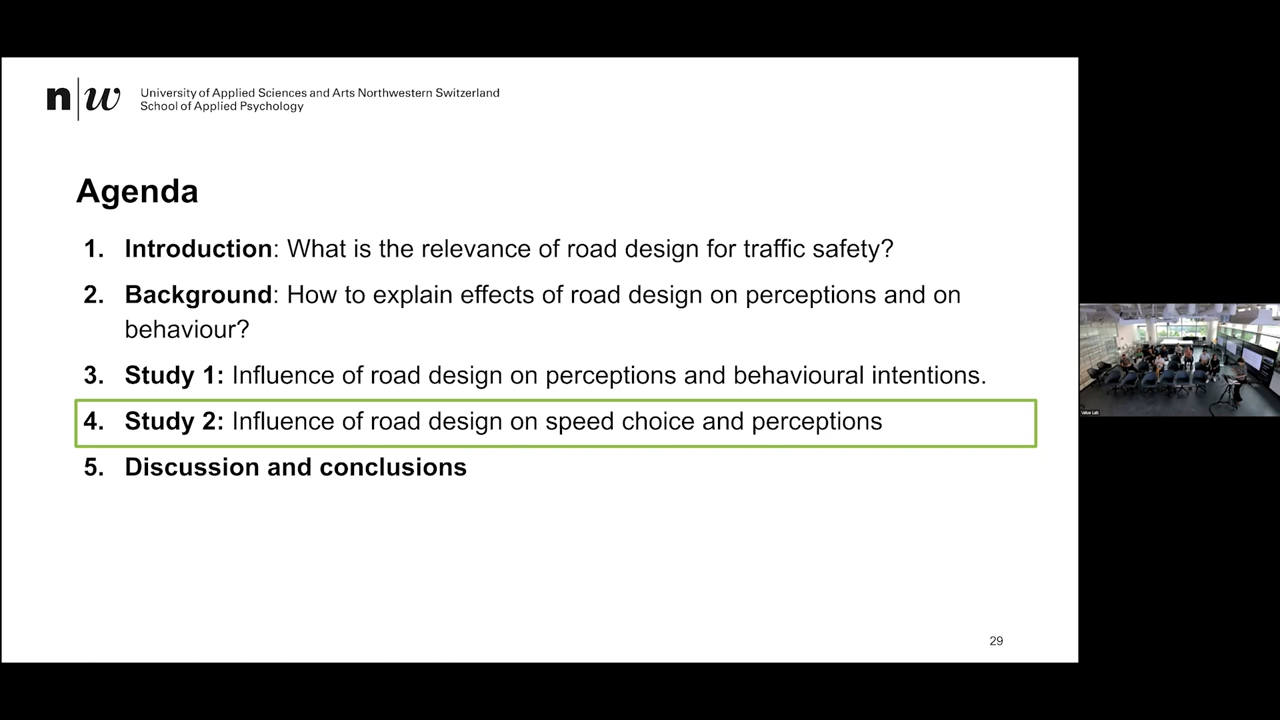 n|w University of Applied Sciences and Arts Northwestern Switzerland
School of Applied Psychology
Agenda
1. Introduction: What is the relevance of road design for traffic safety?
2. Background: How to explain effects of road design on perceptions and on
behaviour?
3. Study 1: Influence of road design on perceptions and behavioural intentions.
4. Study 2: Influence of road design on speed choice and perceptions
5. Discussion and conclusions
29
Value Lab